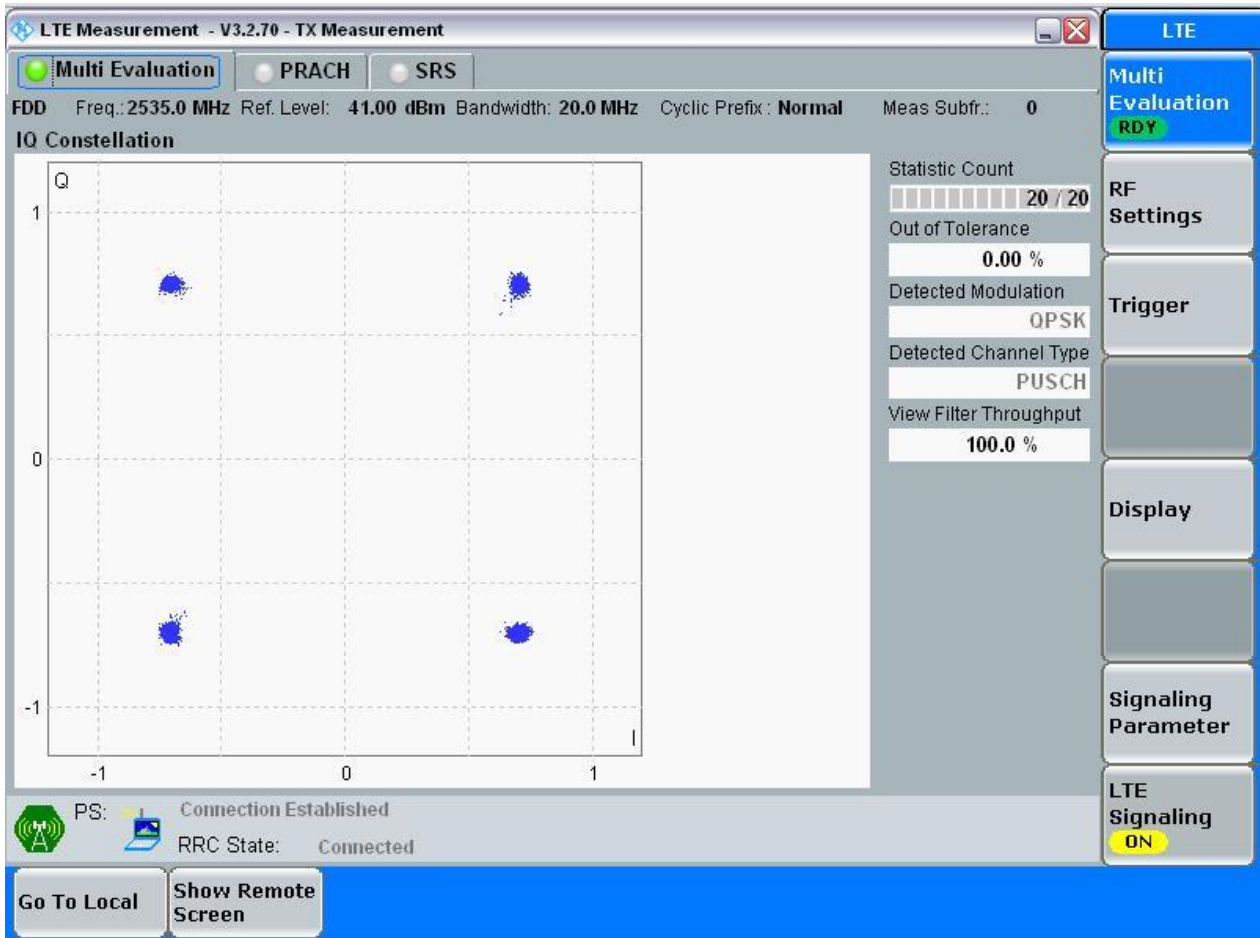 LTE Measurement - V3.2.70 - TX Measurement
LTE
Multi Evaluation PRACH SRS
FDD Freq.: 2535.0 MHz Ref. Level: 41.00 dBm Bandwidth: 20.0 MHz Cyclic Prefix : Normal Meas Subfr.: 0
IQ Constellation
Q
1
0
-1
I
-1 0 1
Statistic Count
20 / 20
Out of Tolerance
0.00 %
Detected Modulation
QPSK
Detected Channel Type
PUSCH
View Filter Throughput
100.0 %
Multi
Evaluation
RDY
RF
Settings
Trigger
Display
Signaling
Parameter
LTE
Signaling
ON
PS: Connection Established
RRC State: Connected
Go To Local
Show Remote
Screen